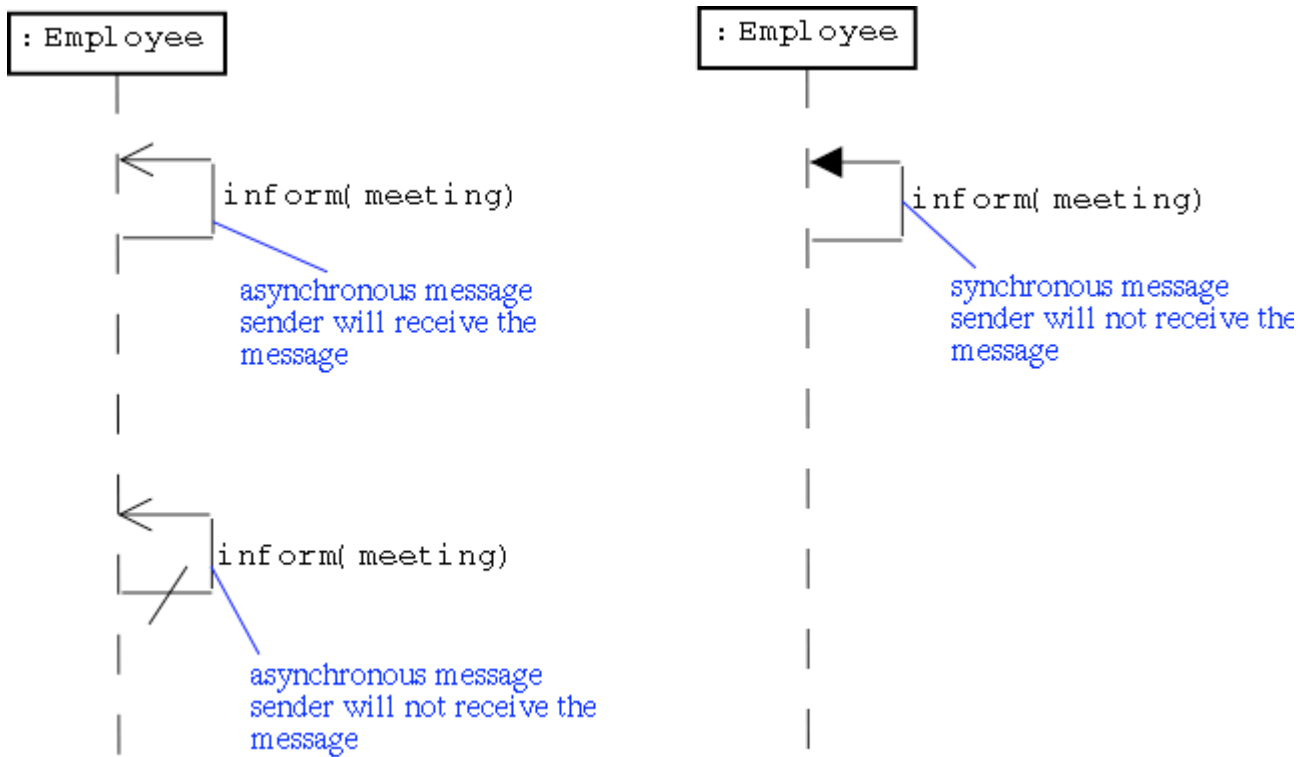 : Employee
inform( meeting)
asynchronous message
sender will receive the
message
inform( meeting)
asynchronous message
sender will not receive the
message
: Employee
inform( meeting)
synchronous message
sender will not receive the
message